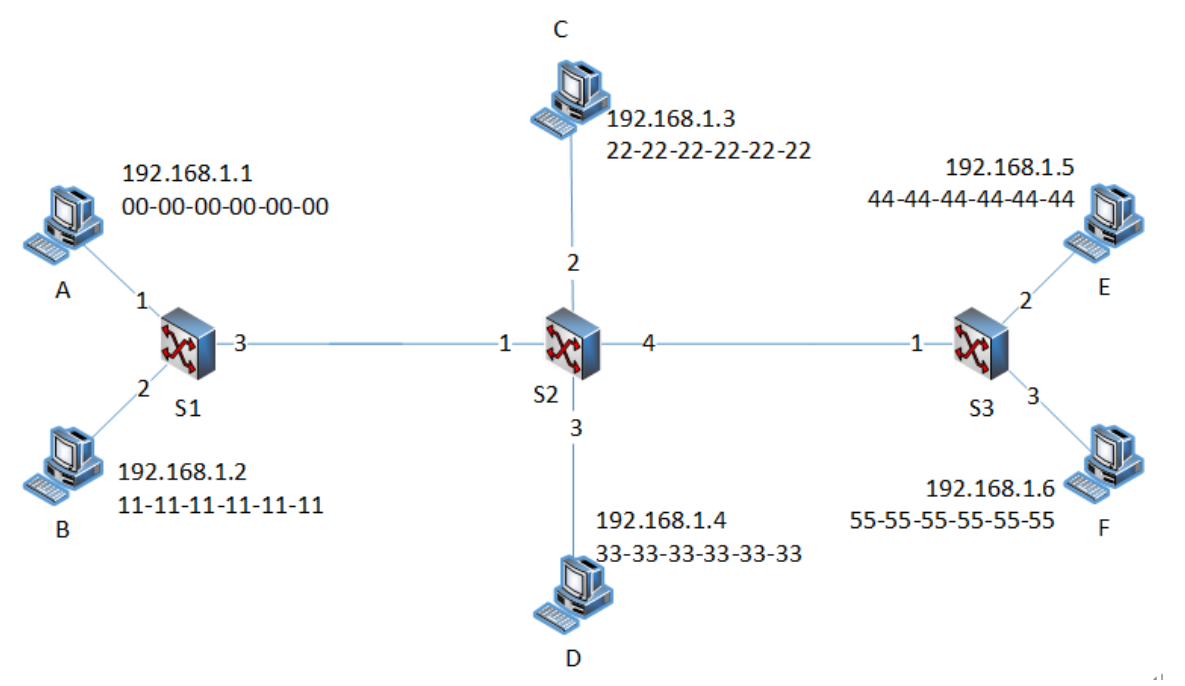 C
192.168.1.3
22-22-22-22-22-22
192.168.1.1
00-00-00-00-00-00
A
192.168.1.5
44-44-44-44-44-44
E
1
2
3
S1
1
2
3
4
S2
1
2
3
S3
192.168.1.2
11-11-11-11-11-11
B
192.168.1.4
33-33-33-33-33-33
D
192.168.1.6
55-55-55-55-55-55
F